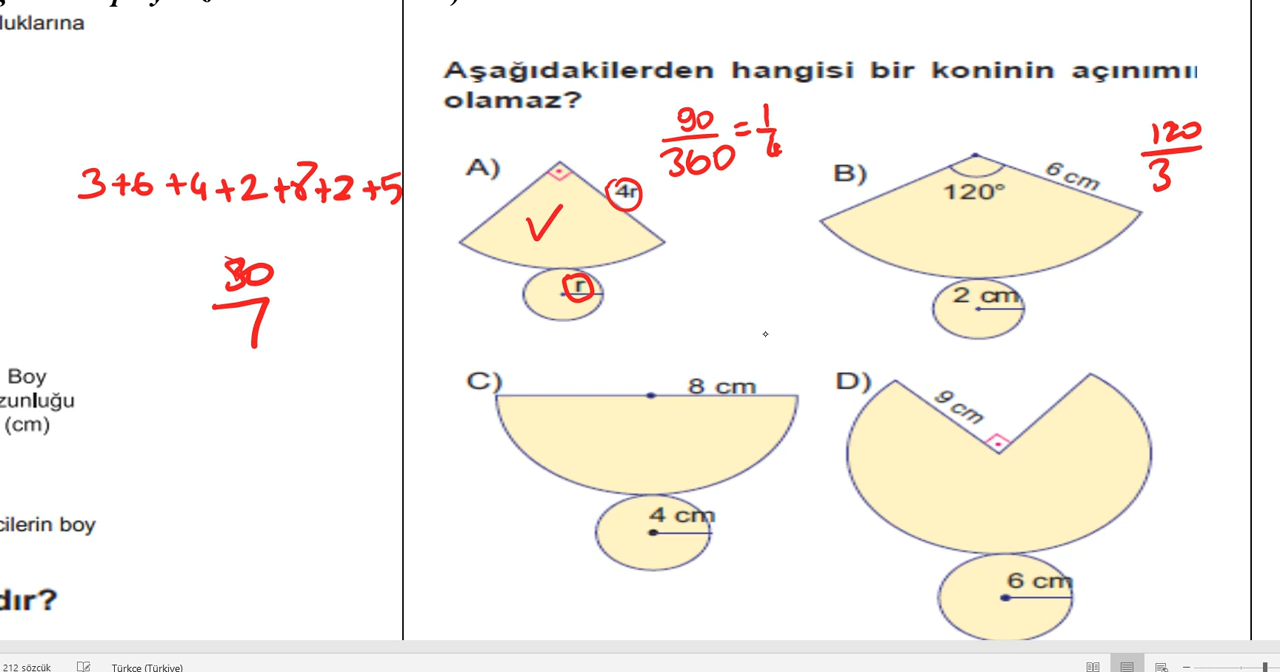 luklarına
3+6+4+2+8+2+5
30
7
Boy
zunluğu
(cm)
cilerin boy
dır?
Aşağıdakilerden hangisi bir koninin açınımı
olamaz?
90/360 = 1/4
120
3
A)
4r
r
B)
120°
6 cm
2 cm
C)
8 cm
4 cm
D)
9 cm
6 cm
212 sözcük
Türkçe (Türkiye)